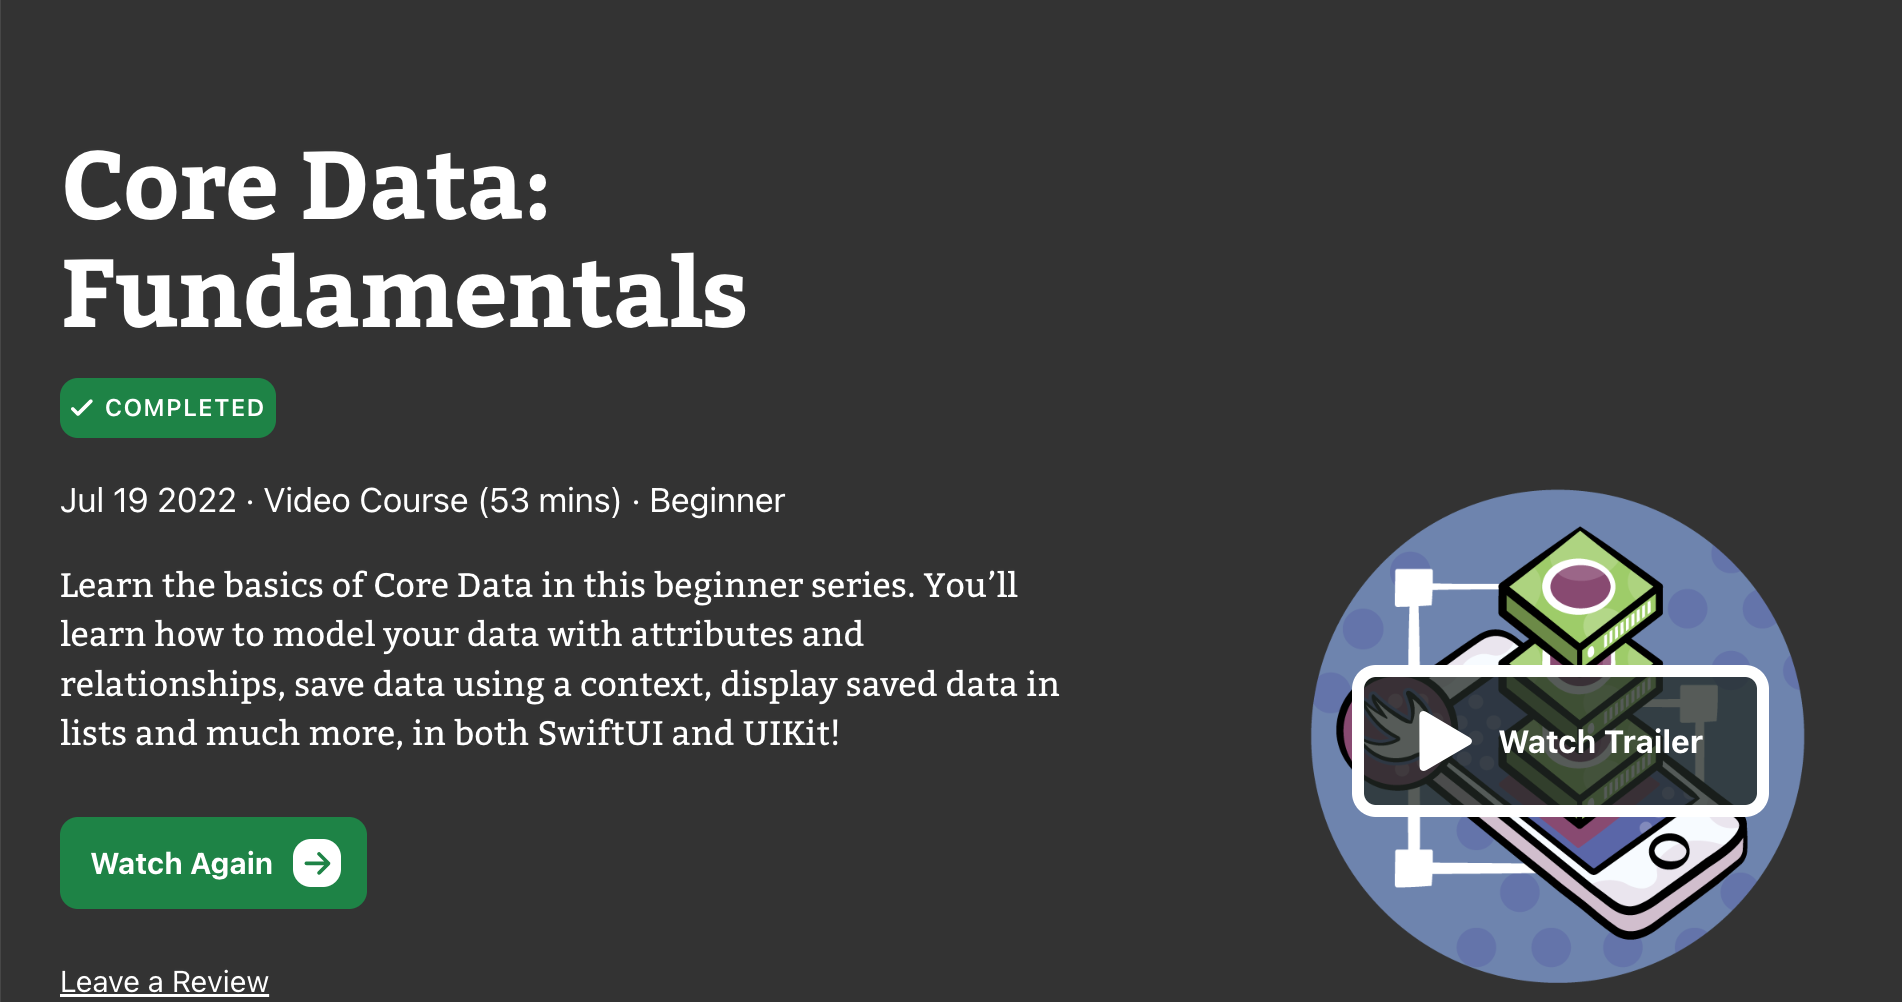 Core Data:
Fundamentals
COMPLETED
Jul 19 2022 · Video Course (53 mins) · Beginner
Learn the basics of Core Data in this beginner series. You’ll
learn how to model your data with attributes and
relationships, save data using a context, display saved data in
lists and much more, in both SwiftUI and UIKit!
Watch Trailer
Watch Again
Leave a Review